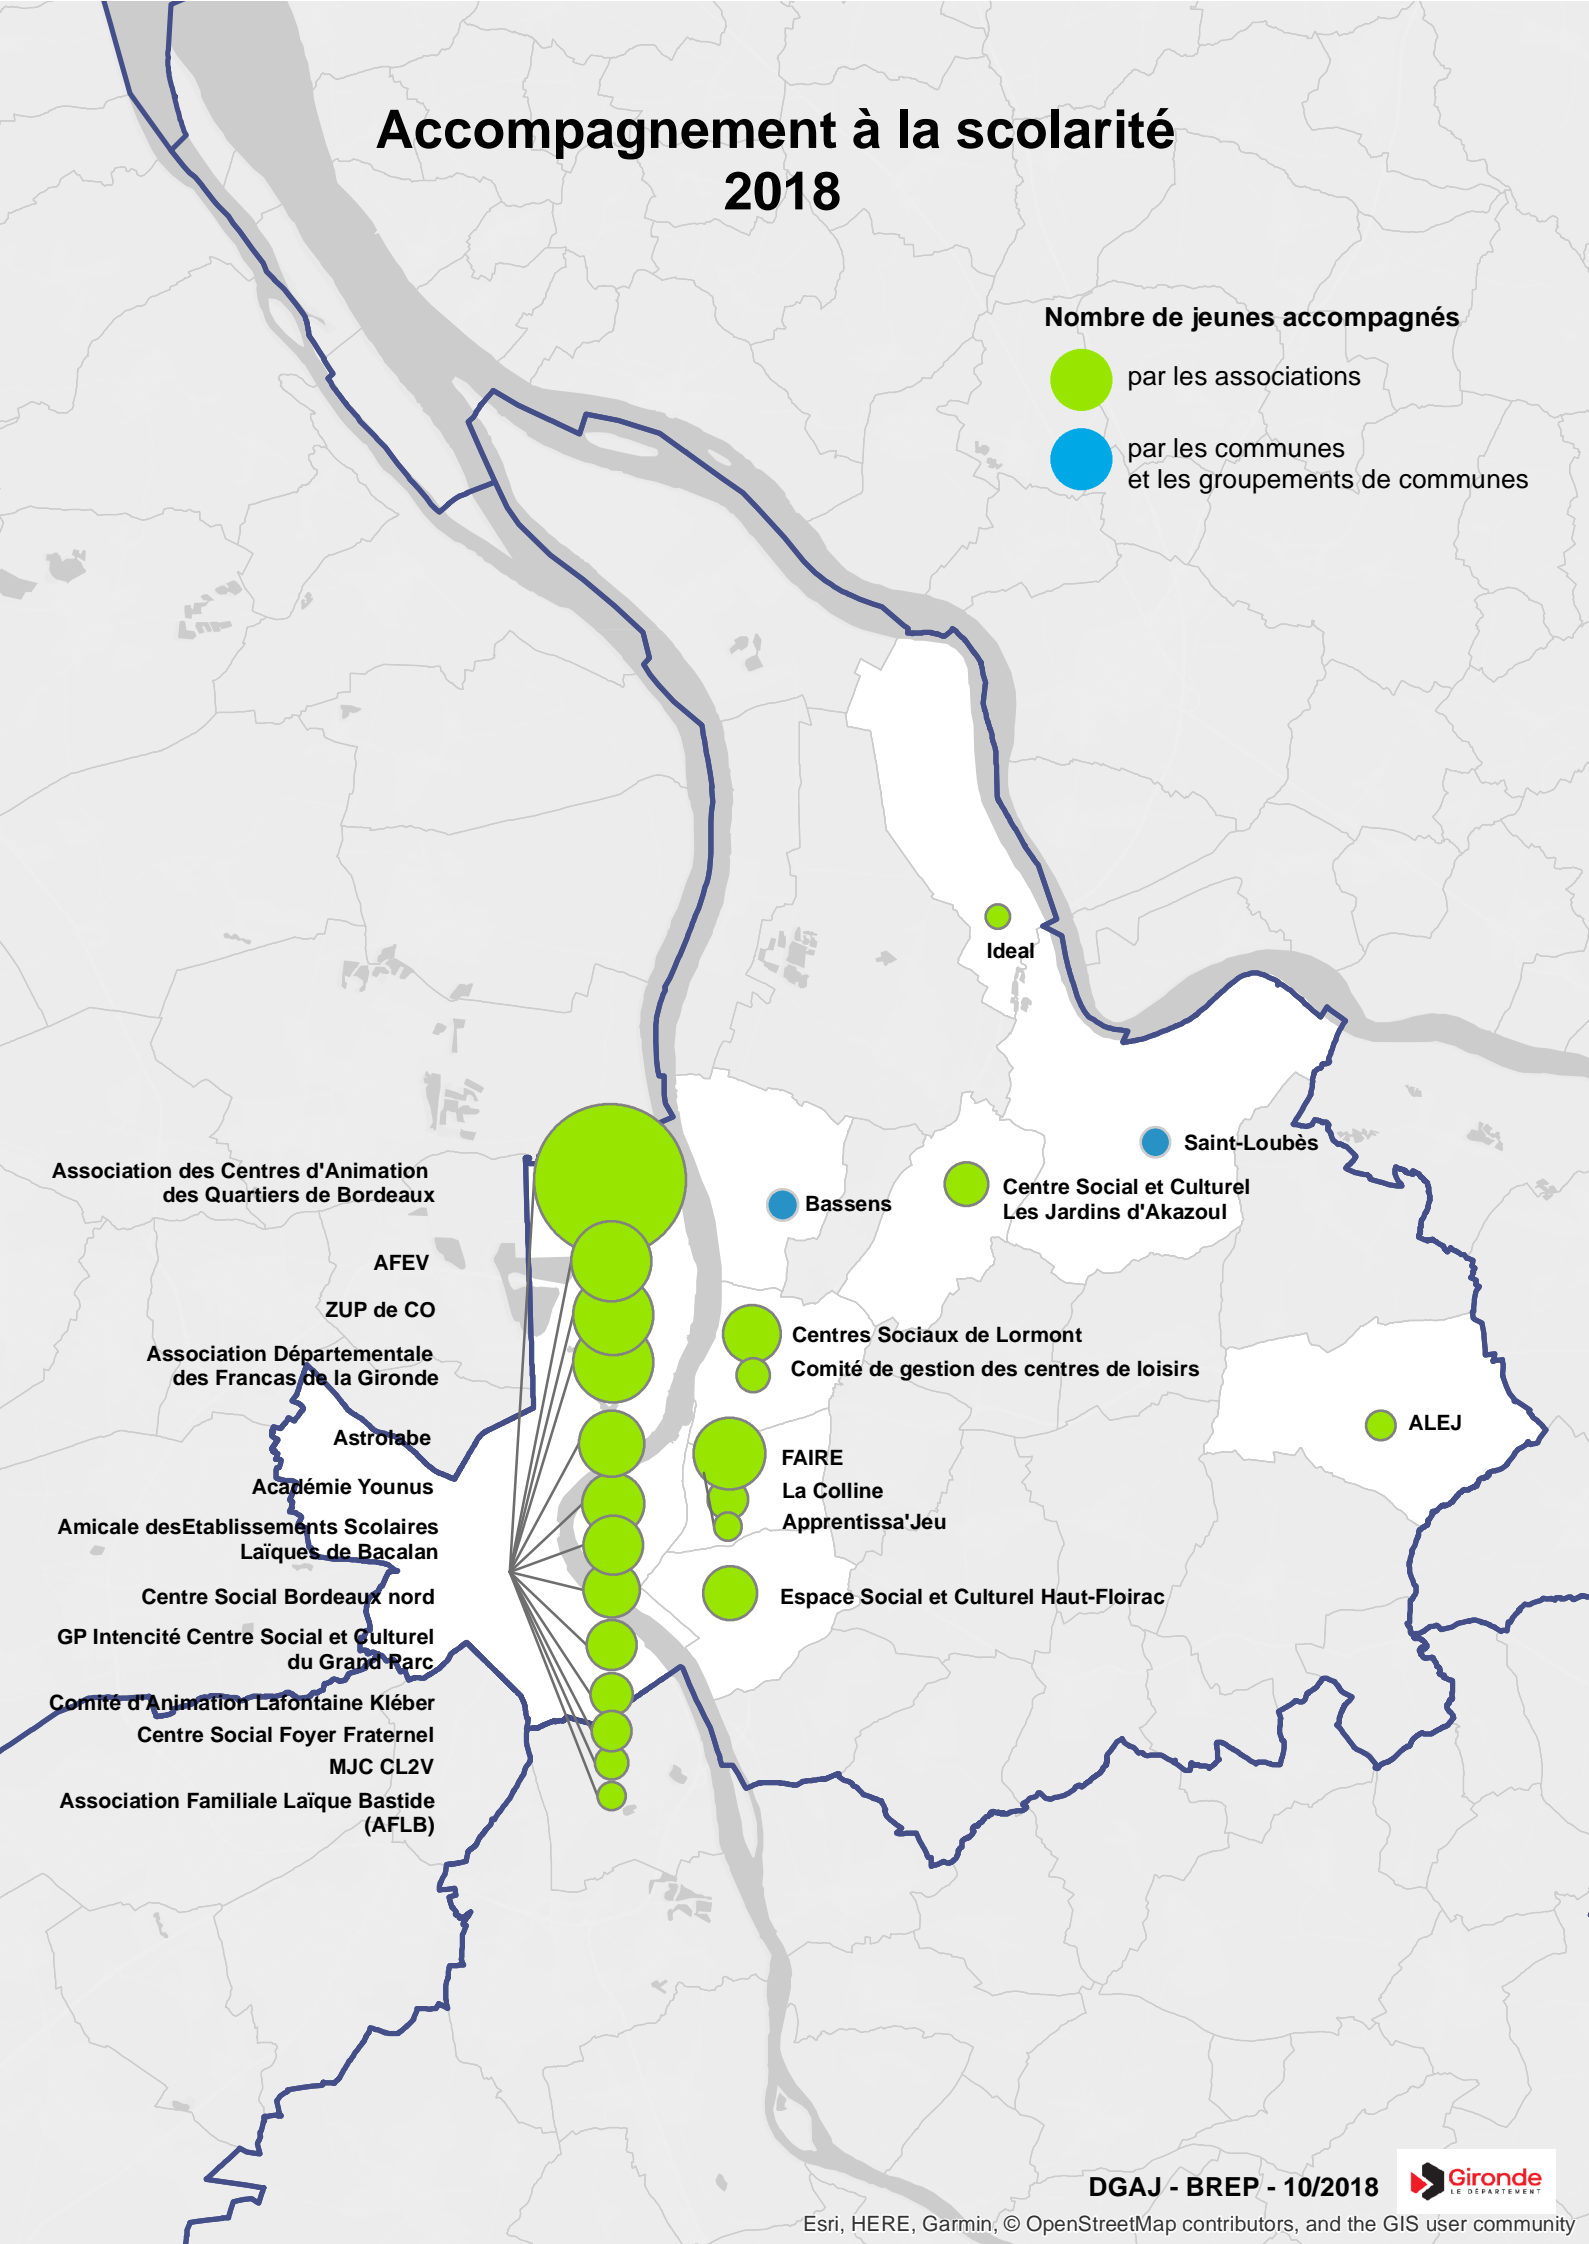 Accompagnement à la scolarité
2018
Nombre de jeunes accompagnés
par les associations
par les communes
et les groupements de communes
Ideal
Saint-Loubès
Centre Social et Culturel
Les Jardins d'Akazoul
Bassens
Association des Centres d'Animation
des Quartiers de Bordeaux
AFEV
ZUP de CO
Association Départementale
des Francas de la Gironde
Astrolabe
Académie Younus
Amicale desEtablissements Scolaires
Laïques de Bacalan
Centre Social Bordeaux nord
GP Intencité Centre Social et Culturel
du Grand Parc
Comité d'Animation Lafontaine Kléber
Centre Social Foyer Fraternel
MJC CL2V
Association Familiale Laïque Bastide
(AFLB)
Centres Sociaux de Lormont
Comité de gestion des centres de loisirs
ALEJ
FAIRE
La Colline
Apprentissa'Jeu
Espace Social et Culturel Haut-Floirac
DGAJ - BREP - 10/2018
Gironde
LE DÉPARTEMENT
Esri, HERE, Garmin, © OpenStreetMap contributors, and the GIS user community